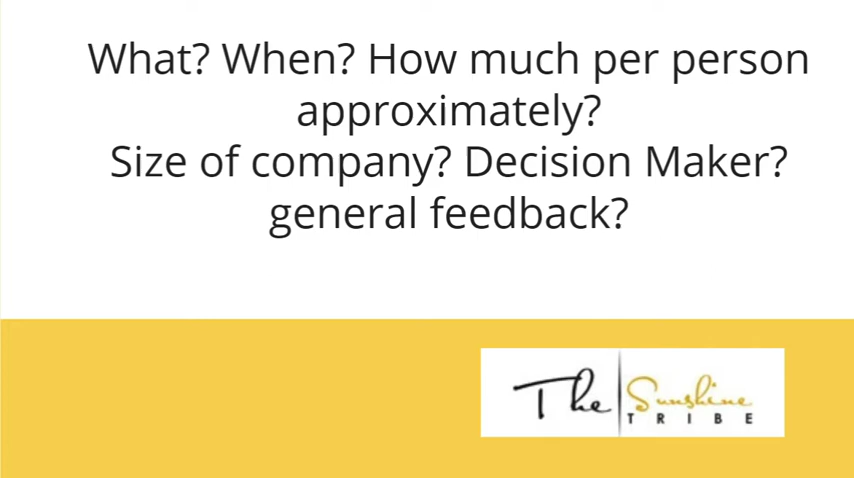 What? When? How much per person
approximately?
Size of company? Decision Maker?
general feedback?
The Sunshine
TRIBE